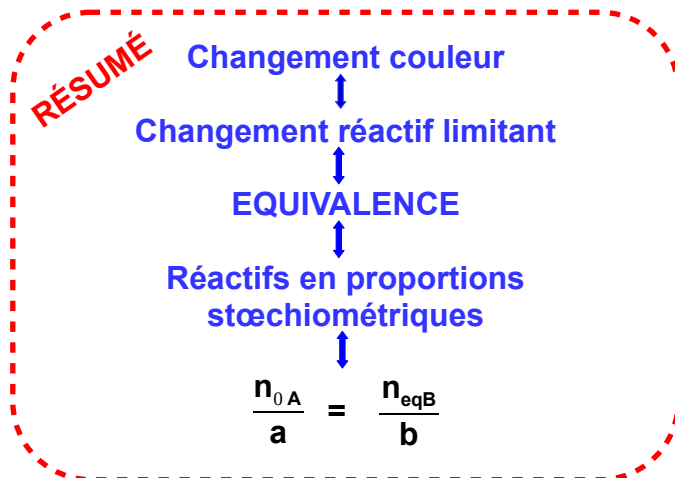 RÉSUMÉ
Changement couleur
Changement réactif limitant
EQUIVALENCE
Réactifs en proportions
stœchiométriques
n₀ A / a = neqB / b